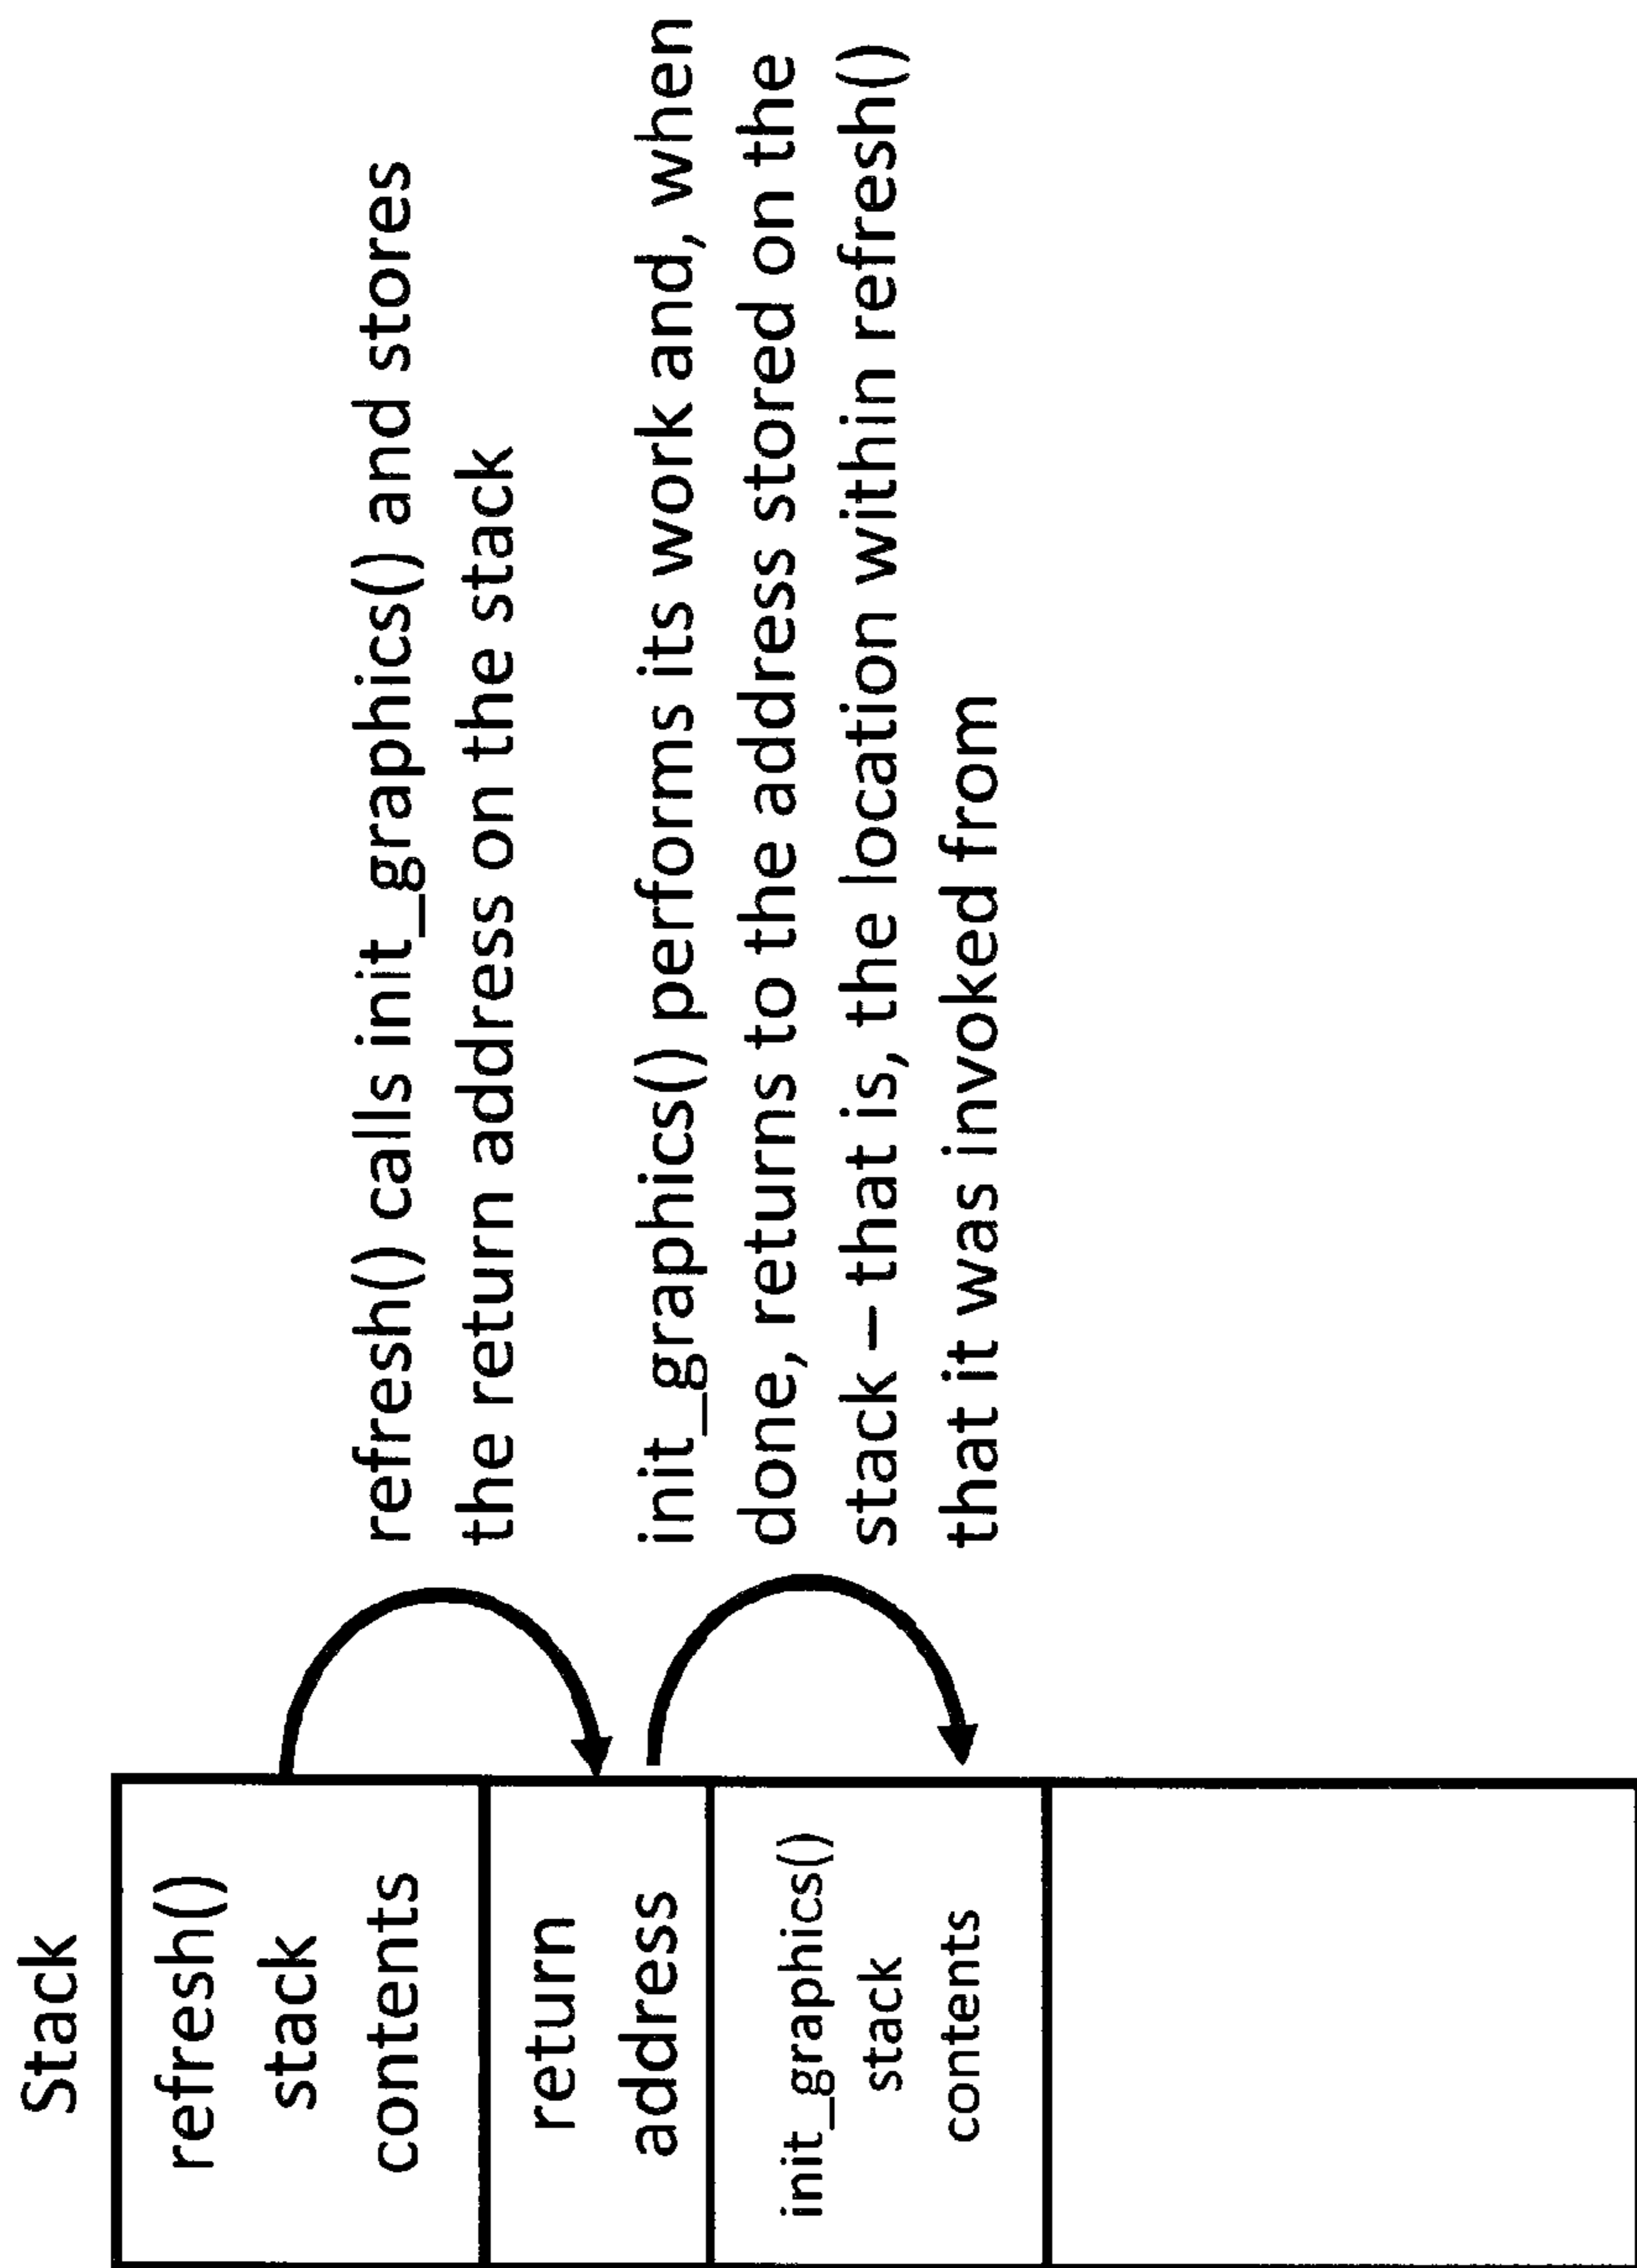 Stack
refresh()
stack
contents
return
address
init_graphics()
stack
contents
refresh() calls init_graphics() and stores
the return address on the stack
init_graphics() performs its work and, when
done, returns to the address stored on the
stack – that is, the location within refresh()
that it was invoked from